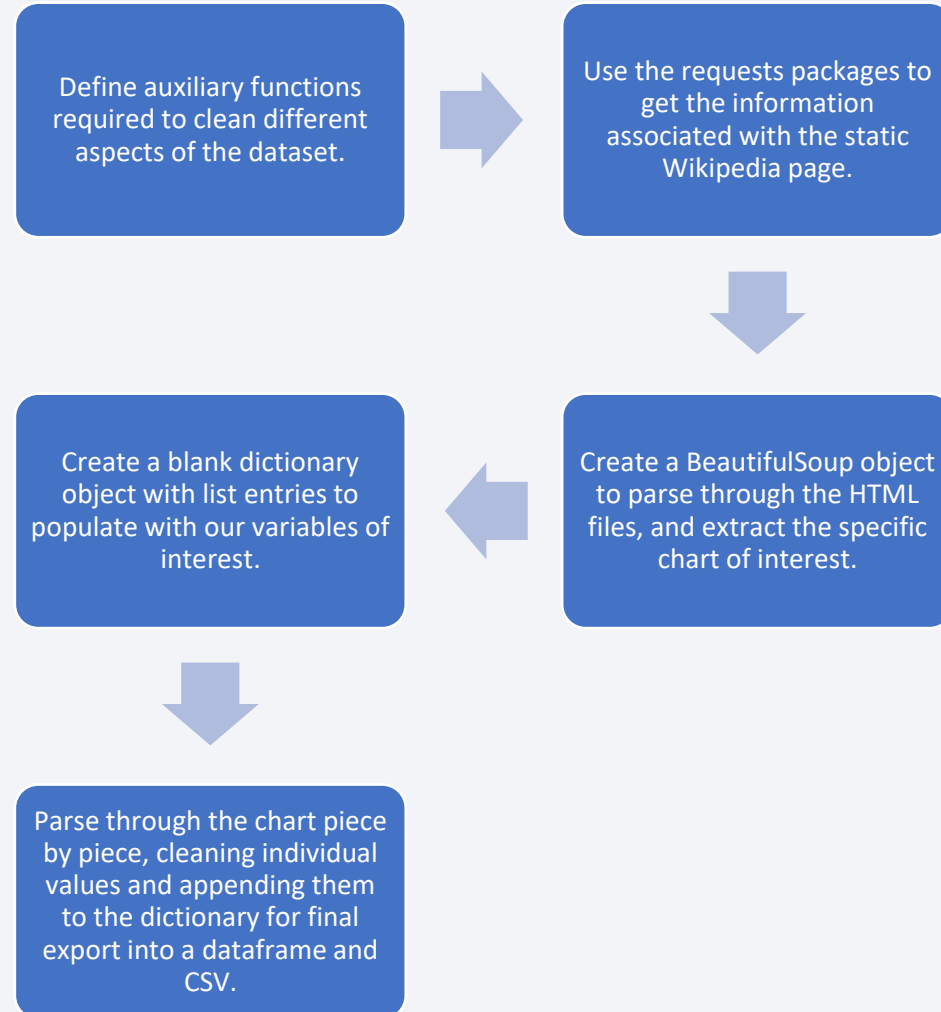 Define auxiliary functions
required to clean different
aspects of the dataset.
Use the requests packages to
get the information
associated with the static
Wikipedia page.
Create a BeautifulSoup object
to parse through the HTML
files, and extract the specific
chart of interest.
Create a blank dictionary
object with list entries to
populate with our variables of
interest.
Parse through the chart piece
by piece, cleaning individual
values and appending them
to the dictionary for final
export into a dataframe and
CSV.